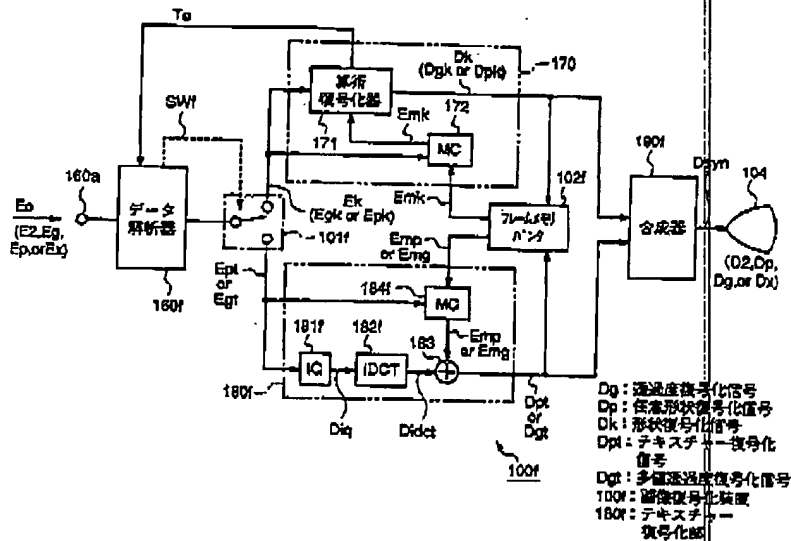 Te
SWf
160a
Eo
(E2,Eg,
Ep,orEx)
データ
解析器
160f
Dk
(Dgk or Dpk)
170
算術
復号化器
171
Emk
172
MC
Ek
(Egk or Epk)
101f
Emk
102f
フレームメモリ
バンク
Emp
or Emg
190f
合成器
Dsyn
104
(D2,Dp,
Dg,or Dx)
Ept
or
Egt
184f
MC
Emp
or Emg
181f
IQ
182f
IDCT
183
180f
Diq
Didct
Dpt
or
Dgt
100f
Dg:透過度復号化信号
Dp:任意形状復号化信号
Dk:形状復号化信号
Dpt:テキスチャー復号化
信号
Dgt:多値透過度復号化信号
100f:画像復号化装置
180f:テキスチャー
復号化部